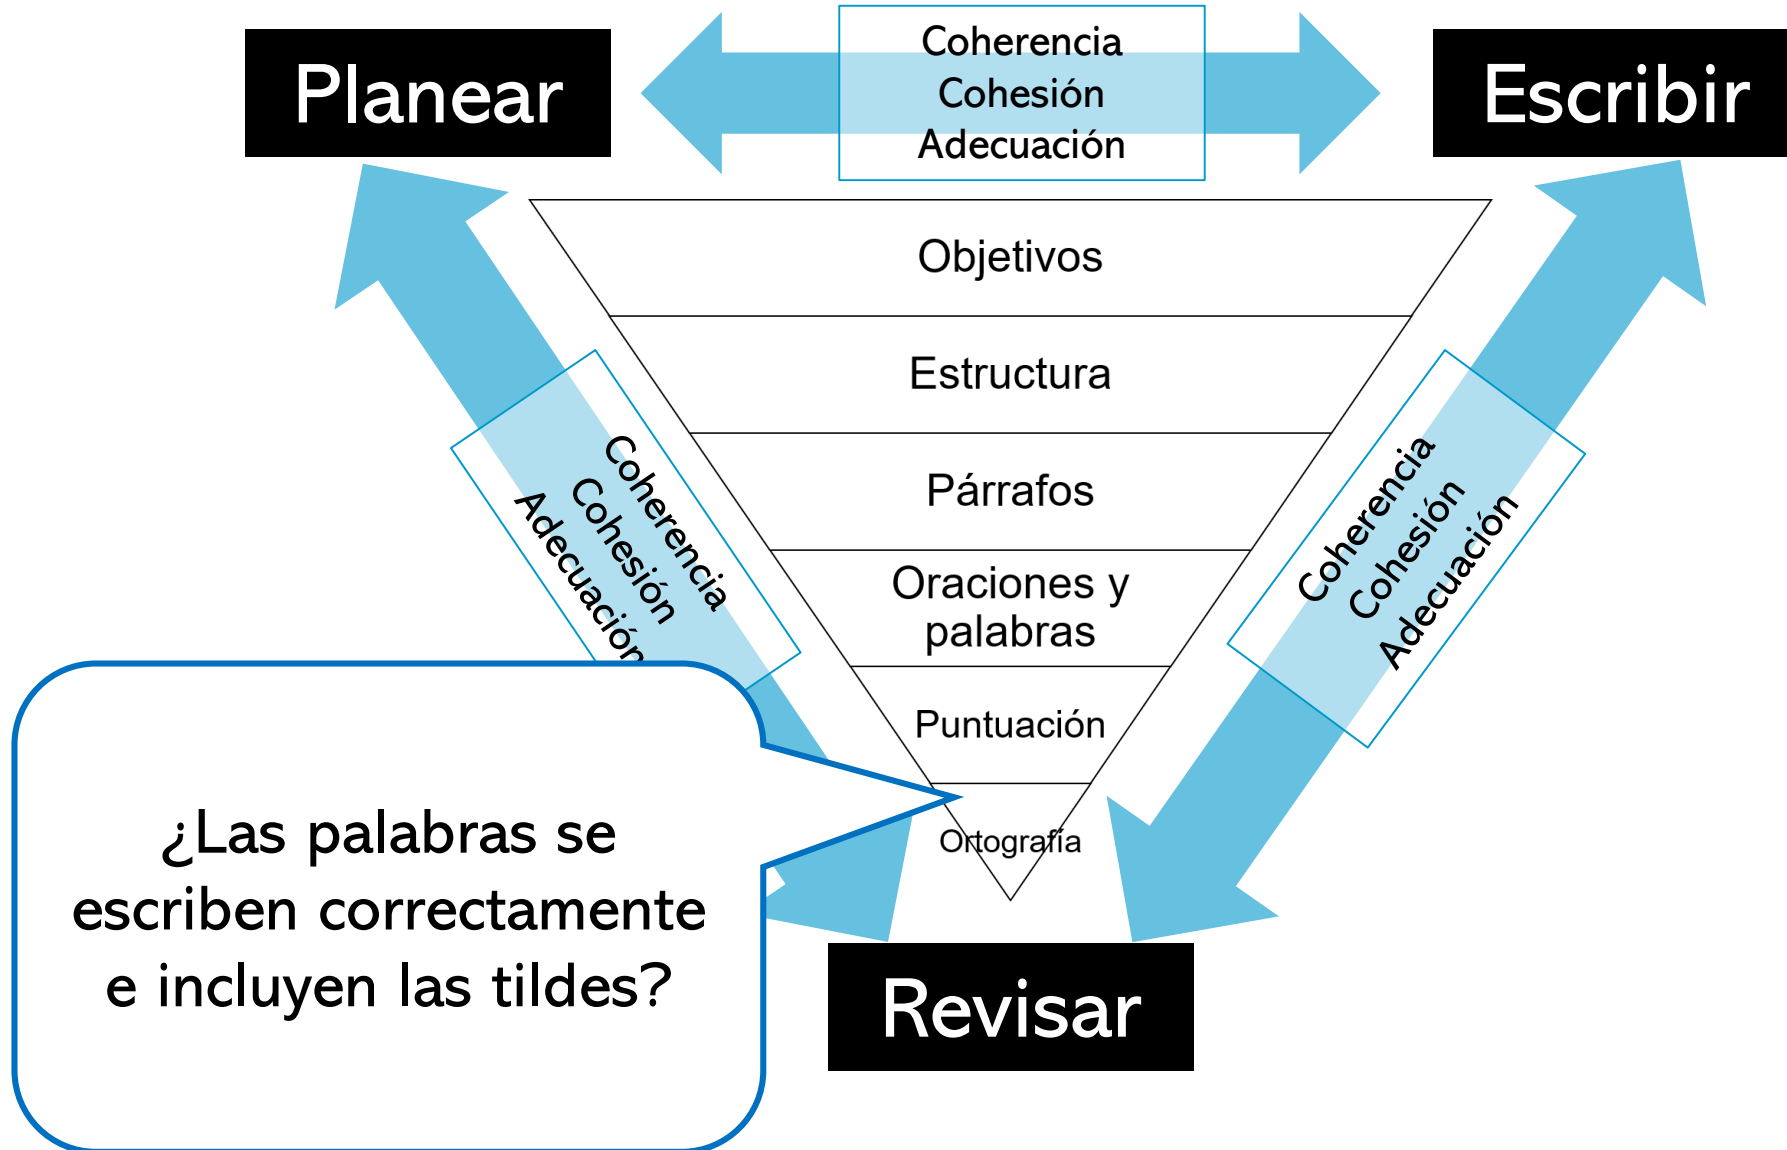 Planear
Coherencia
Cohesión
Adecuación
Escribir
Objetivos
Estructura
Párrafos
Oraciones y
palabras
Puntuación
Ortografía
Coherencia
Cohesión
Adecuación
Coherencia
Cohesión
Adecuación
¿Las palabras se
escriben correctamente
e incluyen las tildes?
Revisar